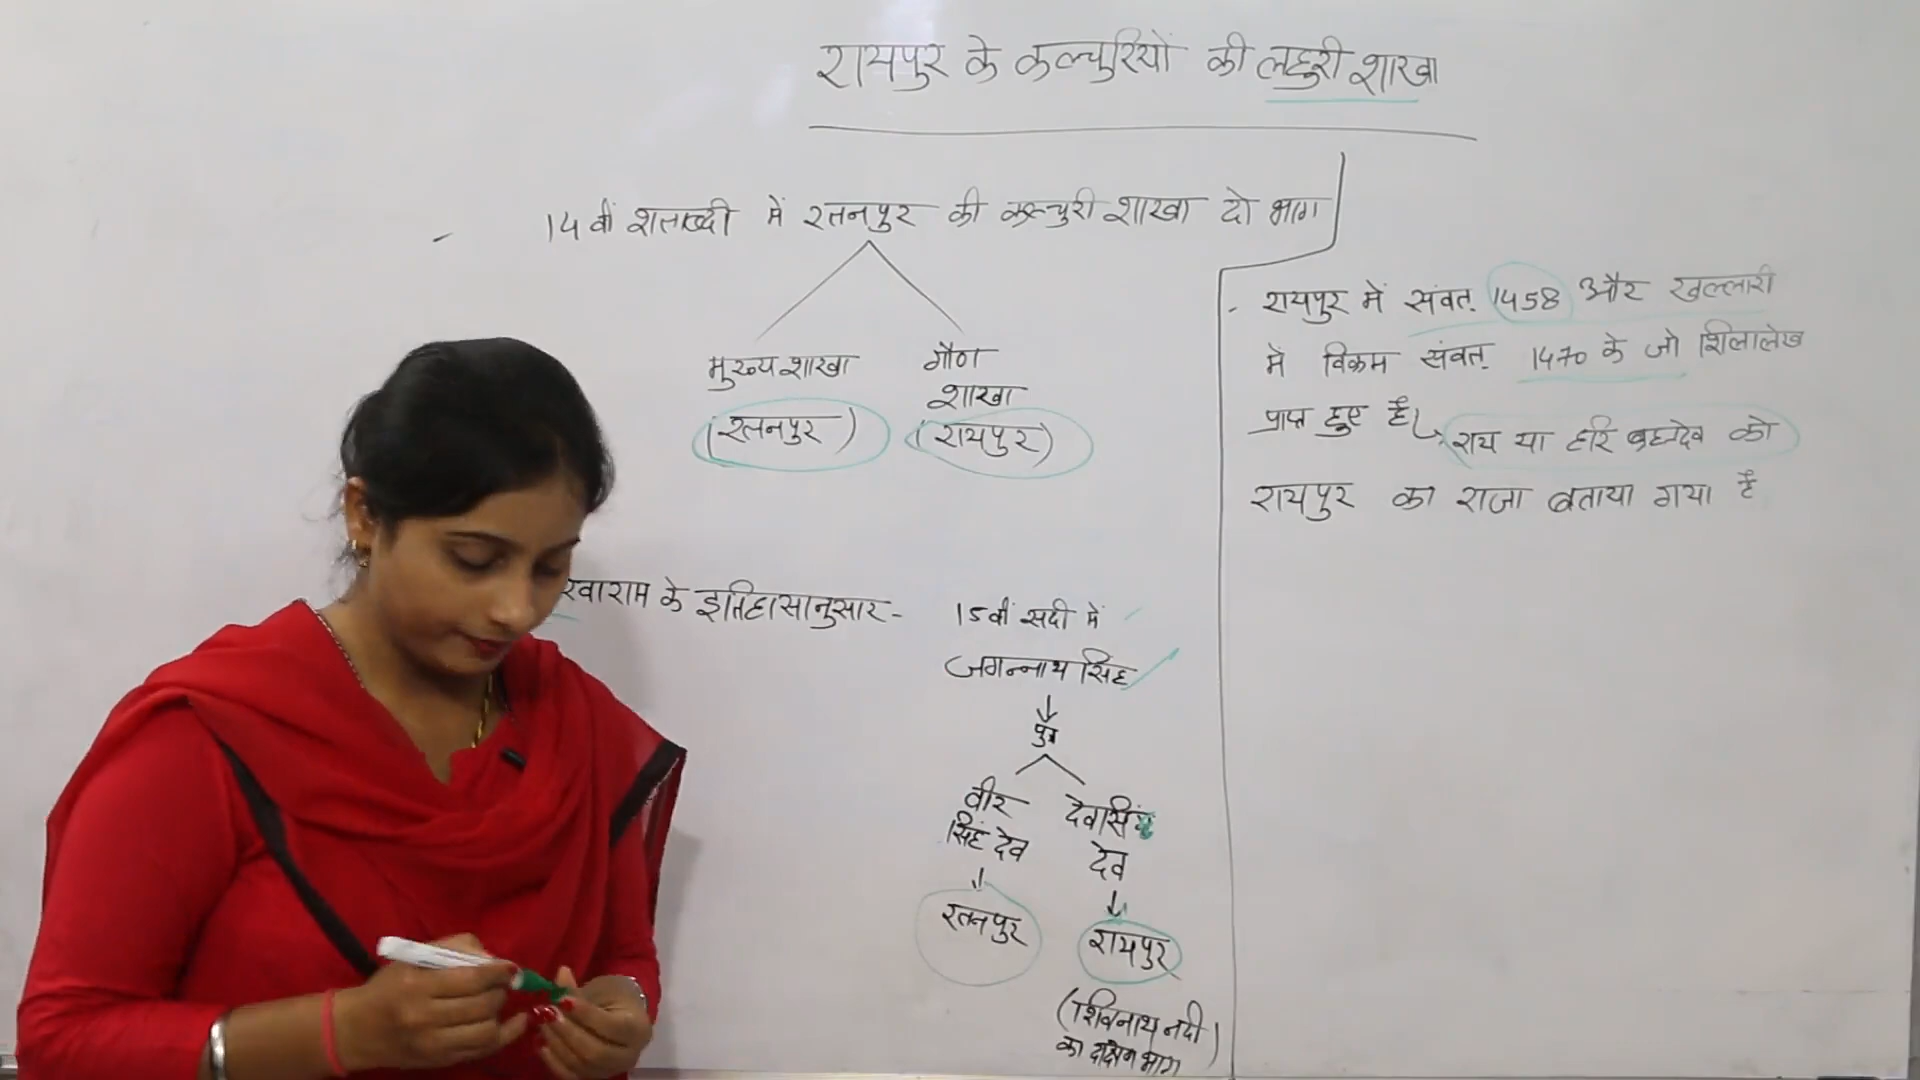 रायपुर के कल्चुरियों की लहुरी शाखा
14 वीं शताब्दी में रतनपुर की कल्चुरी शाखा दो भाग
मुख्य शाखा
(रतनपुर)
गौण
शाखा
(रायपुर)
के इतिहासानुसार-
15वीं सदी में
जगन्नाथ सिंह
पुत्र
वीर
सिंह देव
रतनपुर
देवसिंह
देव
रायपुर
(शिवनाथ नदी)
का दक्षिण भाग
- रायपुर में संवत् 1458 और खल्लारी
में विक्रम संवत् 1470 के जो शिलालेख
प्राप्त हुए हैं, राय या हरि ब्रह्मदेव को
रायपुर का राजा बताया गया है